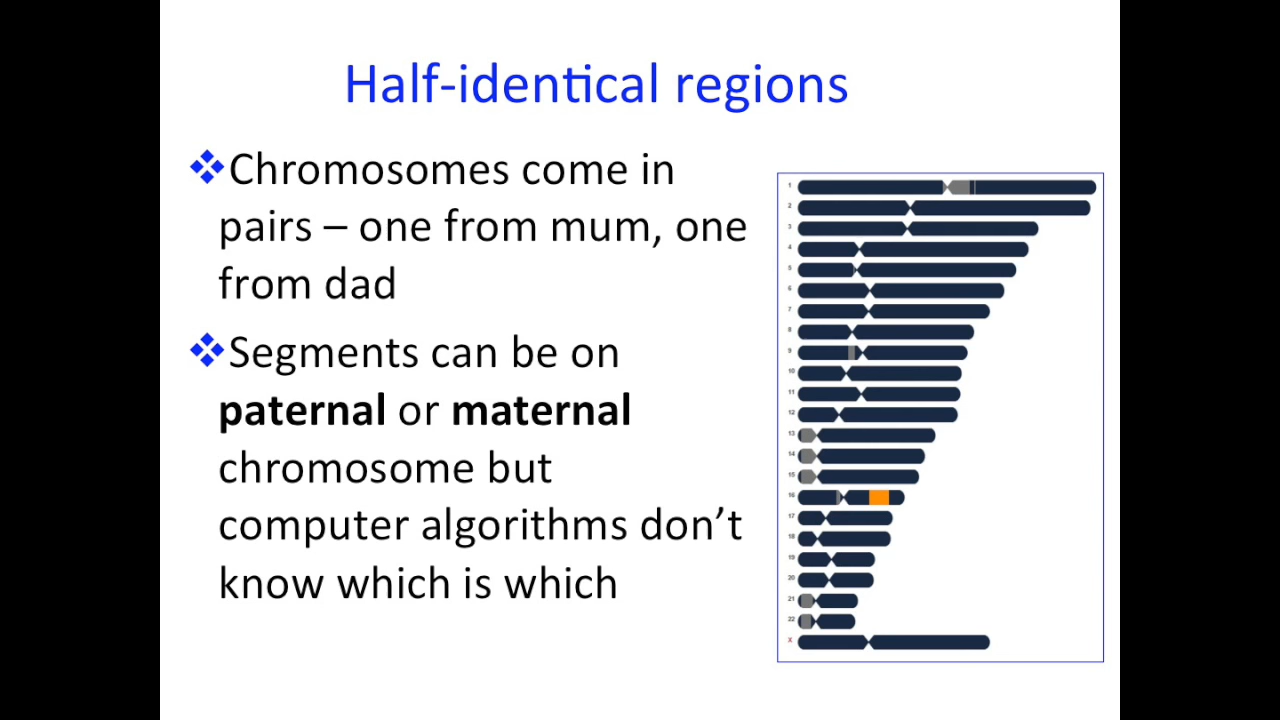 Half-identical regions
❖Chromosomes come in
pairs – one from mum, one
from dad
❖Segments can be on
paternal or maternal
chromosome but
computer algorithms don’t
know which is which
1
2
3
4
5
6
7
8
9
10
11
12
13
14
15
16
17
18
19
20
21
22
X